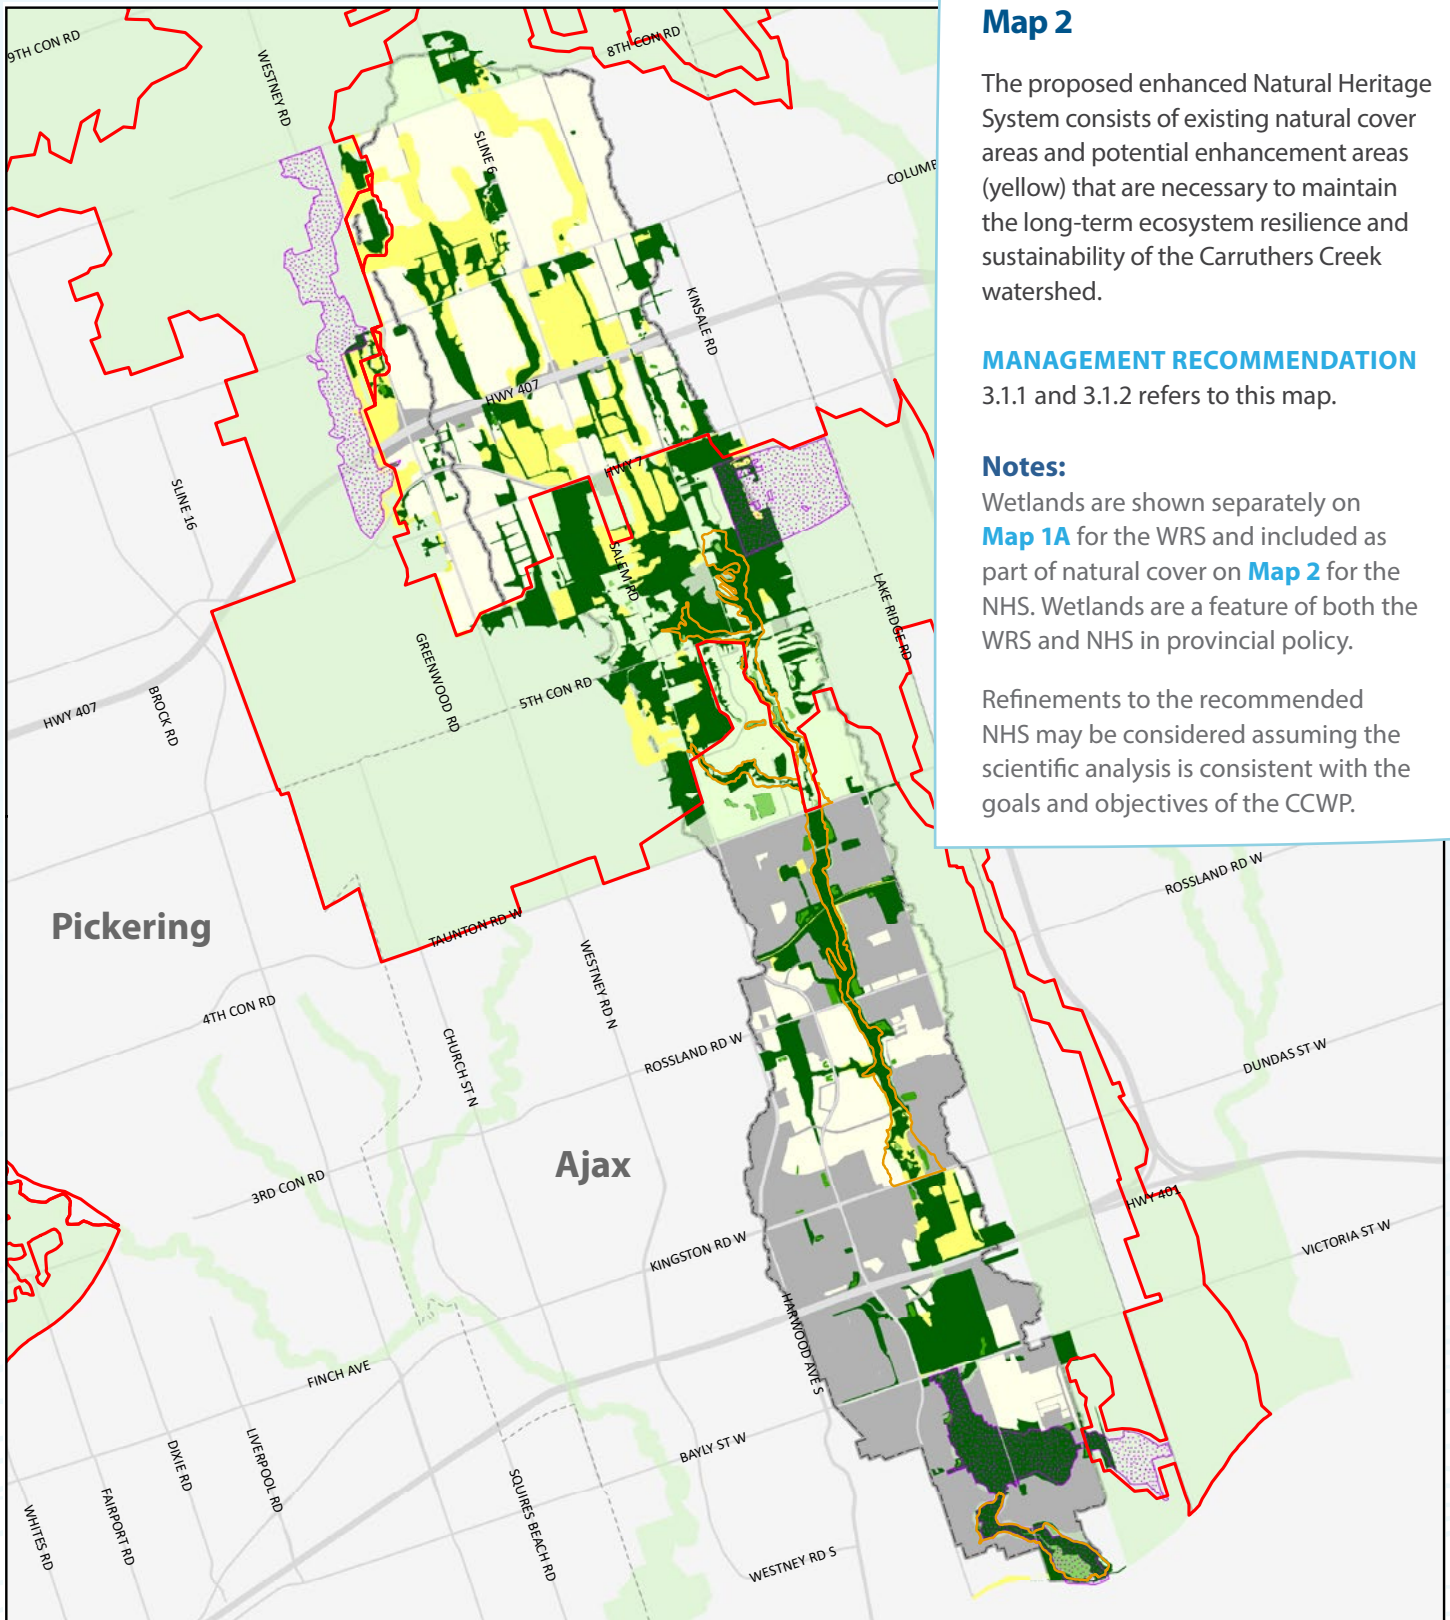 Map 2
The proposed enhanced Natural Heritage
System consists of existing natural cover
areas and potential enhancement areas
(yellow) that are necessary to maintain
the long-term ecosystem resilience and
sustainability of the Carruthers Creek
watershed.
MANAGEMENT RECOMMENDATION
3.1.1 and 3.1.2 refers to this map.
Notes:
Wetlands are shown separately on
Map 1A for the WRS and included as
part of natural cover on Map 2 for the
NHS. Wetlands are a feature of both the
WRS and NHS in provincial policy.
Refinements to the recommended
NHS may be considered assuming the
scientific analysis is consistent with the
goals and objectives of the CCWP.
9TH CON RD
WESTNEY RD
8TH CON RD
SLINE 6
COLUMB
KINSALE RD
HWY 407
HWY 7
SLINE 16
SALEM RD
LAKE RIDGE RD
GREENWOOD RD
5TH CON RD
BROCK RD
HWY 407
ROSSLAND RD W
Pickering
TAUNTON RD W
WESTNEY RD N
4TH CON RD
CHURCH ST N
ROSSLAND RD W
DUNDAS ST W
Ajax
3RD CON RD
HWY 401
KINGSTON RD W
VICTORIA ST W
HARWOOD AVE S
FINCH AVE
BAYLY ST W
DIXIE RD
LIVERPOOL RD
SQUIRES BEACH RD
FAIRPORT RD
WHITES RD
WESTNEY RD S